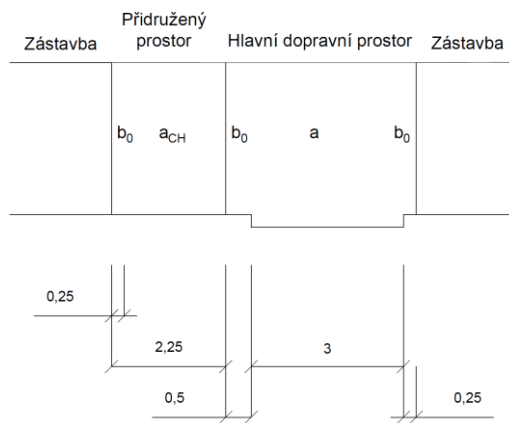 Zástavba
Přidružený
prostor
Hlavní dopravní prostor
Zástavba
b₀
a_CH
b₀
a
b₀
0,25
2,25
3
0,5
0,25